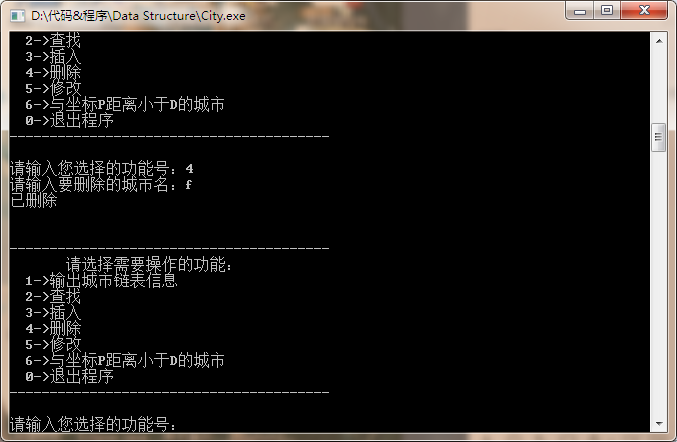 D:\代码&程序\Data Structure\City.exe
2->查找
3->插入
4->删除
5->修改
6->与坐标P距离小于D的城市
0->退出程序
----------------------------------------
请输入您选择的功能号：4
请输入要删除的城市名：f
已删除
----------------------------------------
请选择需要操作的功能：
1->输出城市链表信息
2->查找
3->插入
4->删除
5->修改
6->与坐标P距离小于D的城市
0->退出程序
----------------------------------------
请输入您选择的功能号：